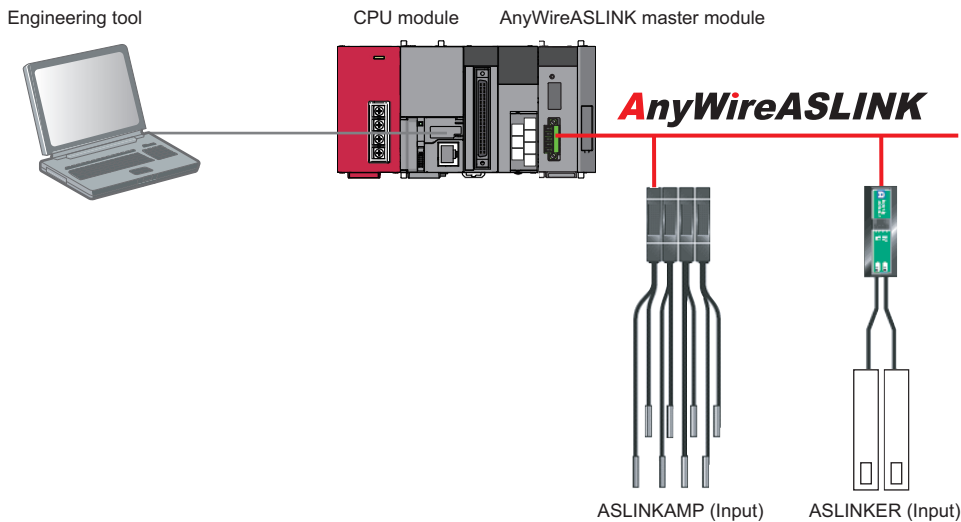 Engineering tool
CPU module
AnyWireASLINK master module
AnyWireASLINK
ASLINKAMP (Input)
ASLINKER (Input)